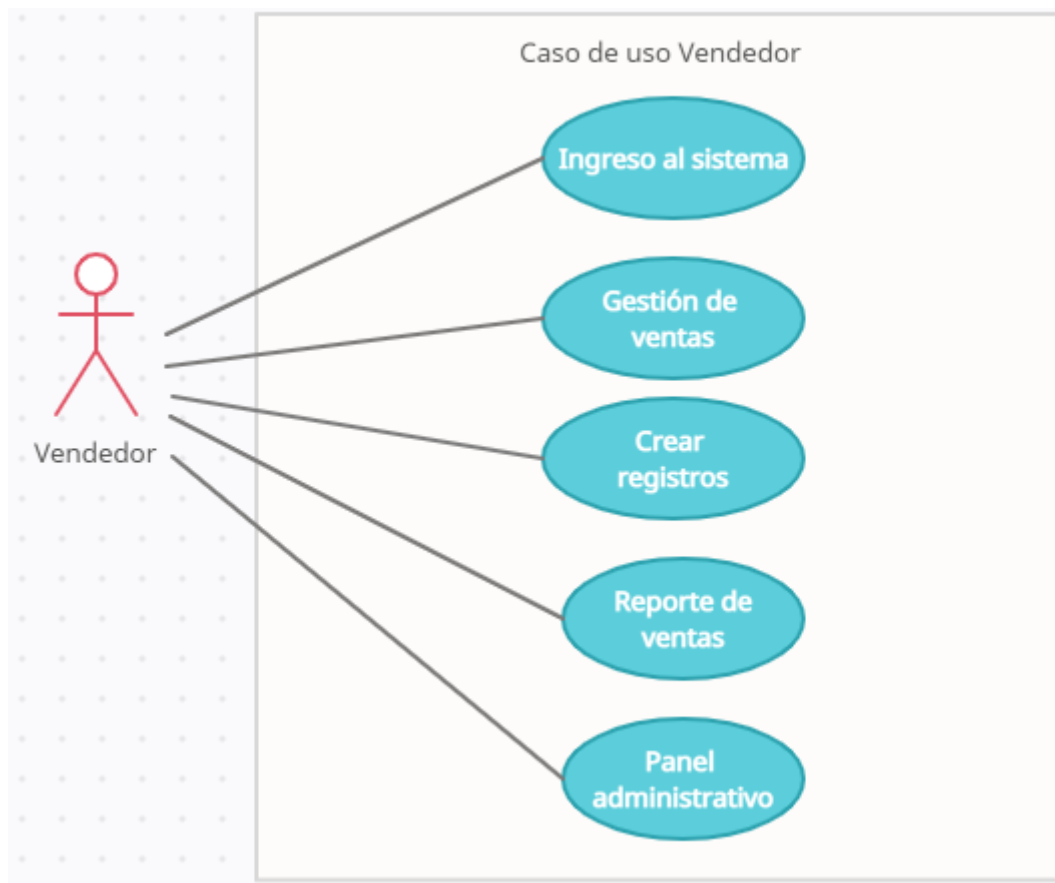 Caso de uso Vendedor
Ingreso al sistema
Gestión de
ventas
Crear
registros
Vendedor
Reporte de
ventas
Panel
administrativo